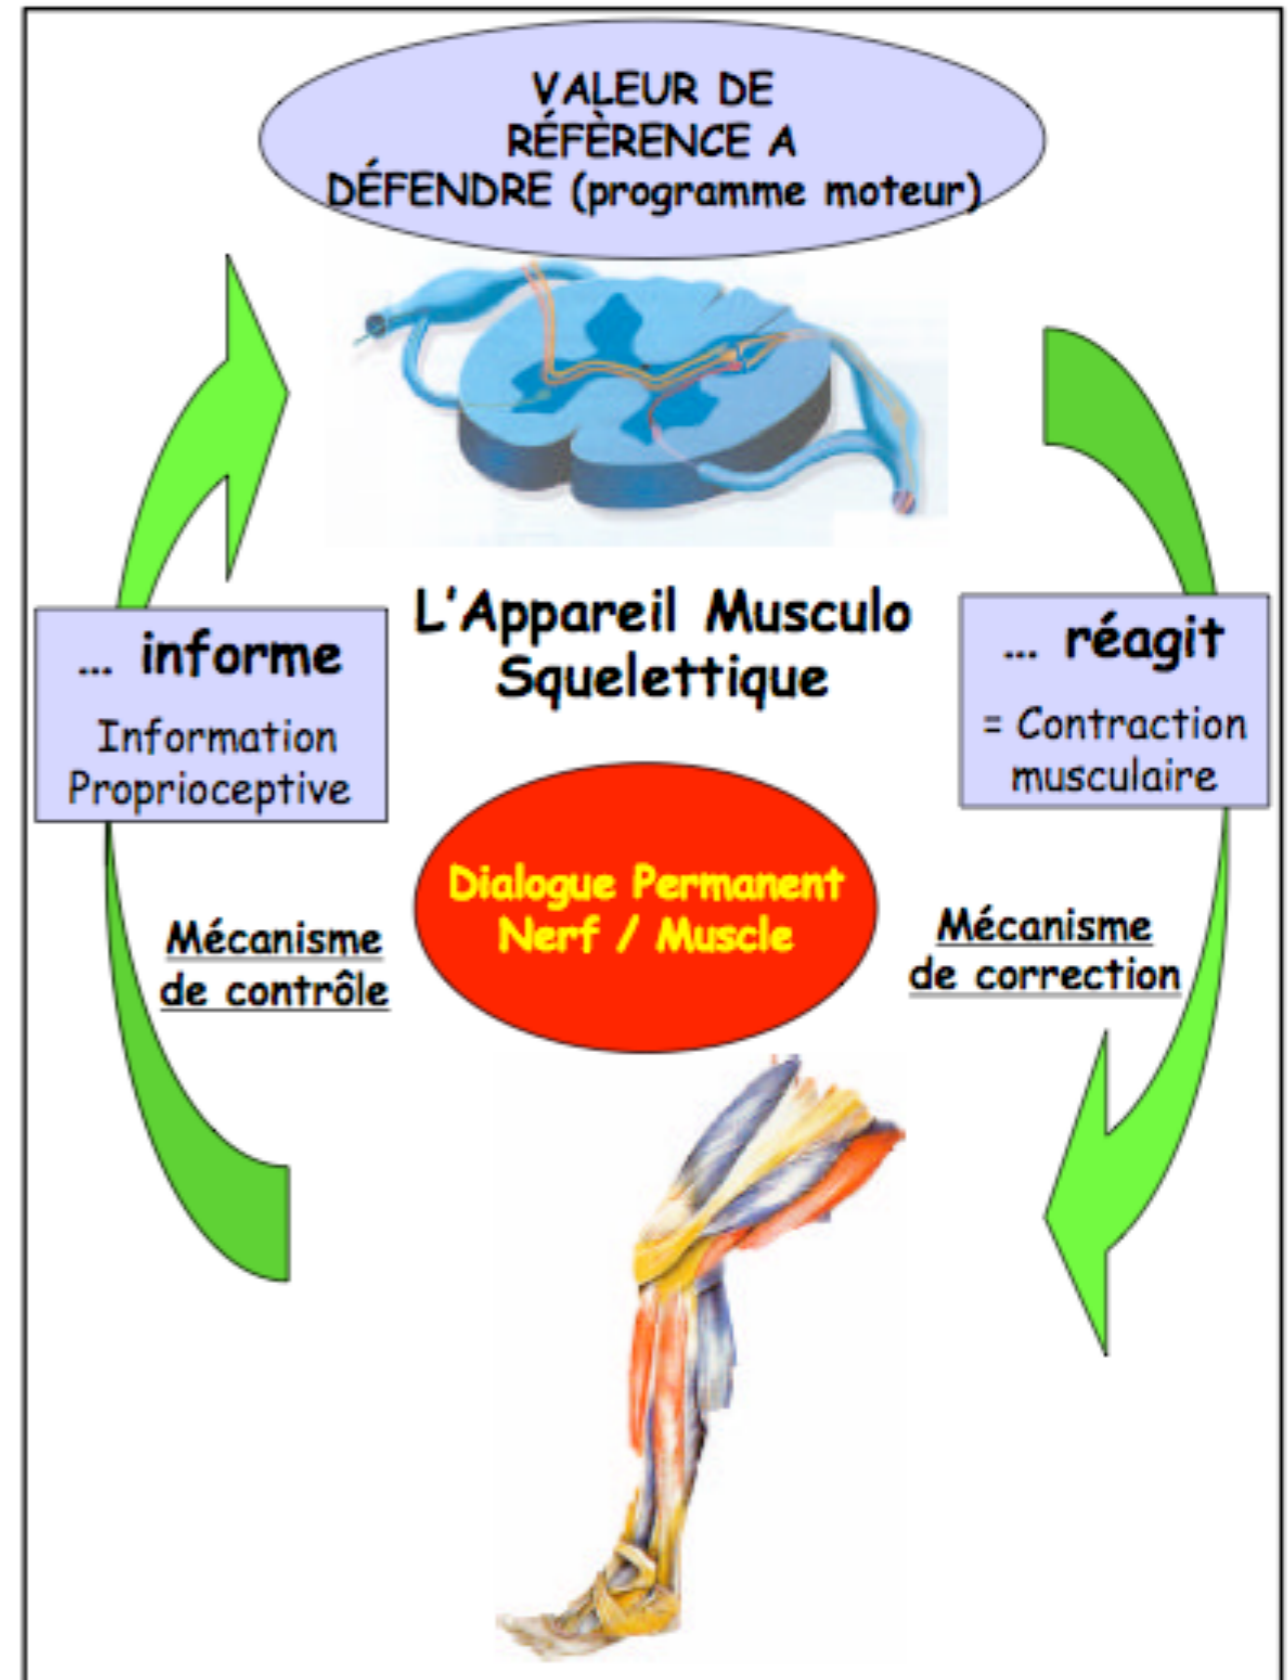 VALEUR DE
RÉFÈRENCE A
DÉFENDRE (programme moteur)
L'Appareil Musculo
Squelettique
... informe
Information
Proprioceptive
... réagit
= Contraction
musculaire
Dialogue Permanent
Nerf / Muscle
Mécanisme
de contrôle
Mécanisme
de correction